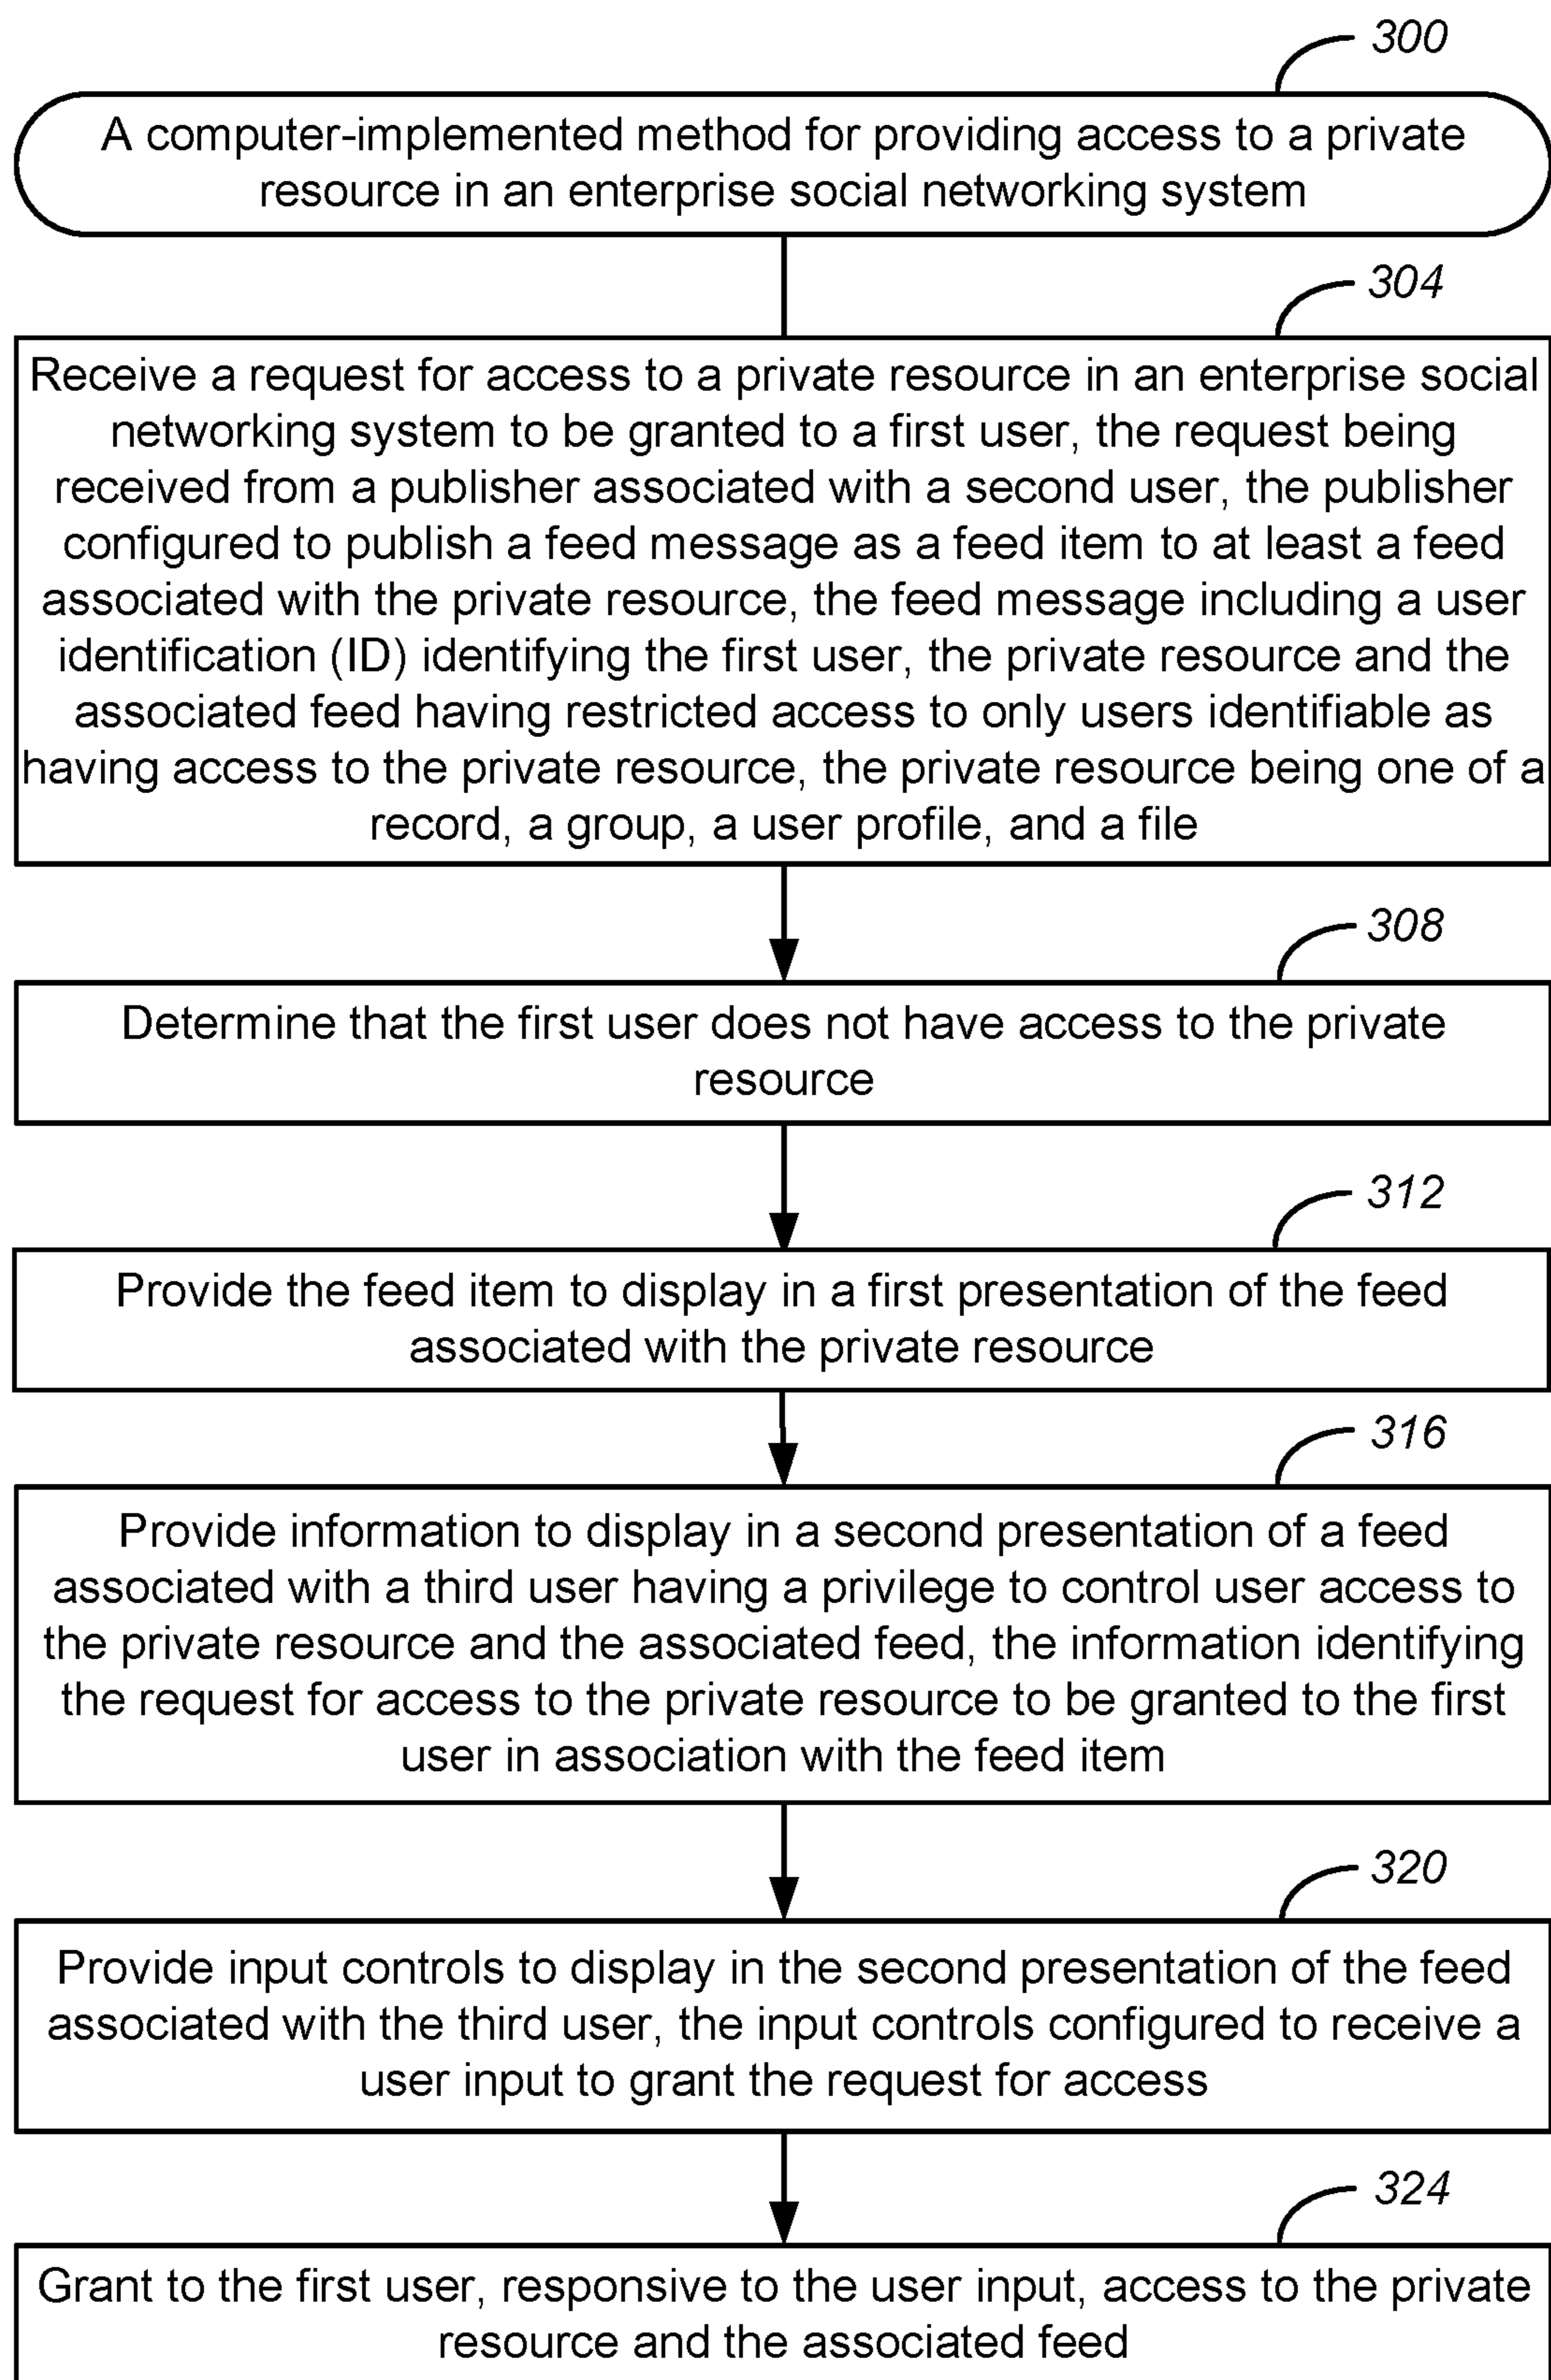 300
A computer-implemented method for providing access to a private
resource in an enterprise social networking system
304
Receive a request for access to a private resource in an enterprise social
networking system to be granted to a first user, the request being
received from a publisher associated with a second user, the publisher
configured to publish a feed message as a feed item to at least a feed
associated with the private resource, the feed message including a user
identification (ID) identifying the first user, the private resource and the
associated feed having restricted access to only users identifiable as
having access to the private resource, the private resource being one of a
record, a group, a user profile, and a file
308
Determine that the first user does not have access to the private
resource
312
Provide the feed item to display in a first presentation of the feed
associated with the private resource
316
Provide information to display in a second presentation of a feed
associated with a third user having a privilege to control user access to
the private resource and the associated feed, the information identifying
the request for access to the private resource to be granted to the first
user in association with the feed item
320
Provide input controls to display in the second presentation of the feed
associated with the third user, the input controls configured to receive a
user input to grant the request for access
324
Grant to the first user, responsive to the user input, access to the private
resource and the associated feed